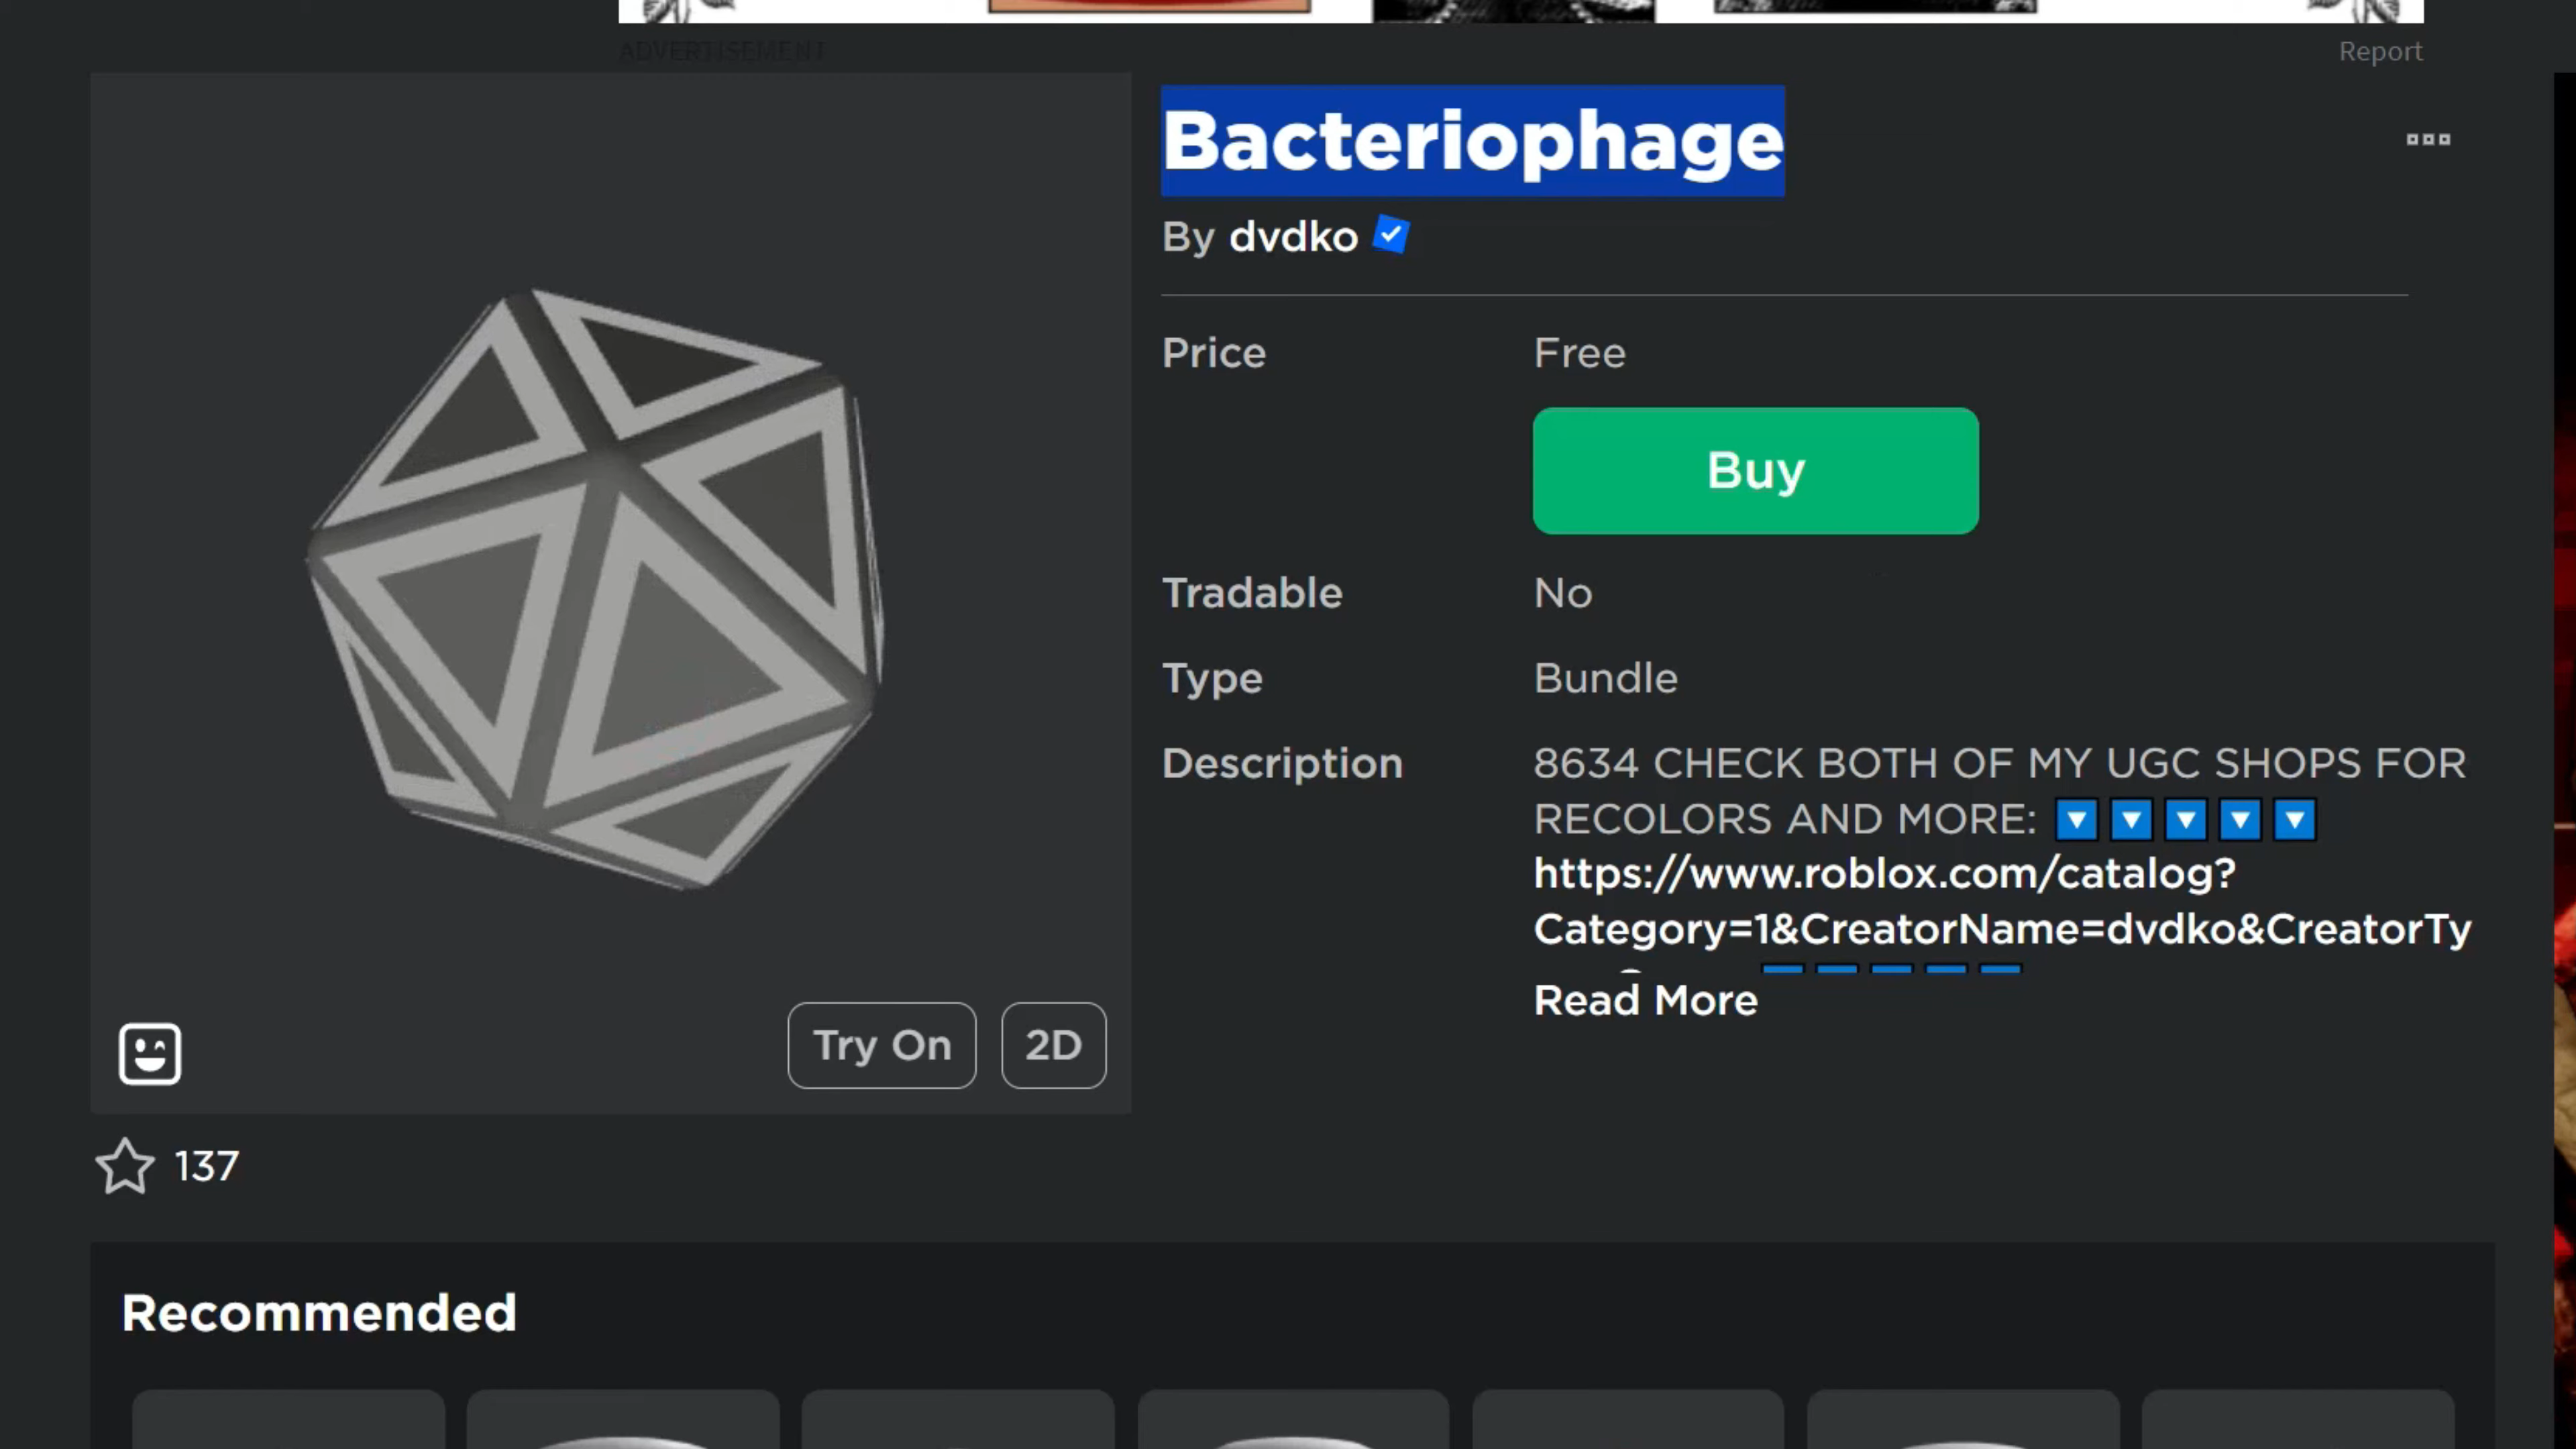 ADVERTISEMENT
Report
Bacteriophage
By dvdko
Price
Free
Buy
Tradable
No
Type
Bundle
Description
8634 CHECK BOTH OF MY UGC SHOPS FOR
RECOLORS AND MORE: 🔽🔽🔽🔽🔽
https://www.roblox.com/catalog?
Category=1&CreatorName=dvdko&CreatorTy
Read More
Try On
2D
137
Recommended